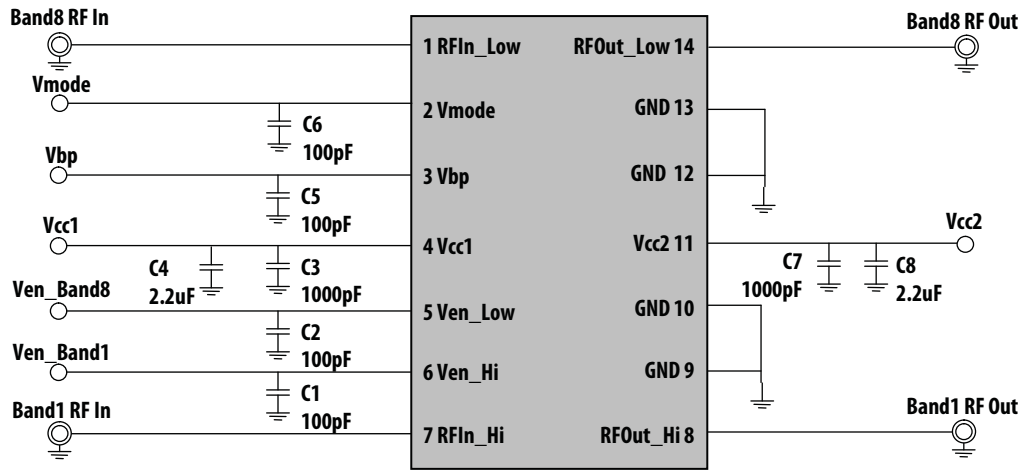 Band8 RF In
Band8 RF Out
1 RFIn_Low
RFOut_Low 14
Vmode
2 Vmode
GND 13
C6
100pF
Vbp
3 Vbp
GND 12
C5
100pF
Vcc1
Vcc2
4 Vcc1
Vcc2 11
C4
2.2uF
C3
1000pF
C7
1000pF
C8
2.2uF
Ven_Band8
5 Ven_Low
GND 10
C2
100pF
Ven_Band1
6 Ven_Hi
GND 9
C1
100pF
Band1 RF In
Band1 RF Out
7 RFIn_Hi
RFOut_Hi 8